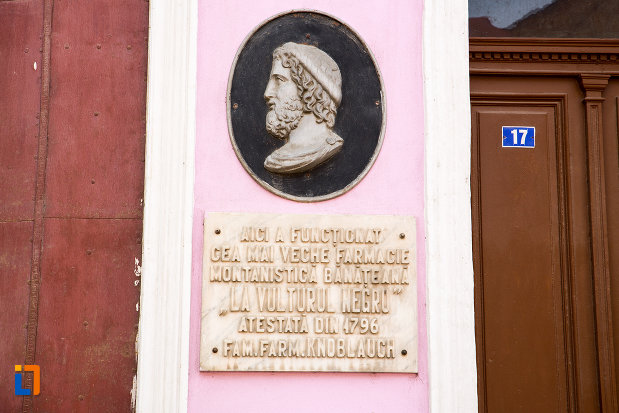 17
AICI A FUNCȚIONAT
CEA MAI VECHE FARMACIE
MONTANISTICĂ BĂNĂȚEANĂ
„LA VULTURUL NEGRU"
ATESTATĂ DIN 1796
FAM.FARM.KNOBLAUCH